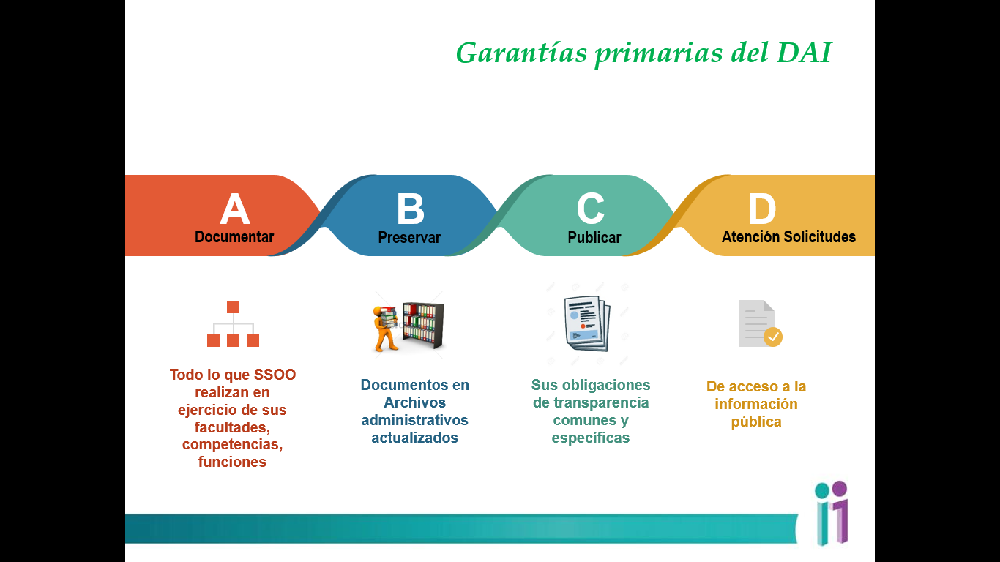 Garantías primarias del DAI
A
Documentar
B
Preservar
C
Publicar
D
Atención Solicitudes
Todo lo que SSOO
realizan en
ejercicio de sus
facultades,
competencias,
funciones
Documentos en
Archivos
administrativos
actualizados
Sus obligaciones
de transparencia
comunes y
específicas
De acceso a la
información
pública